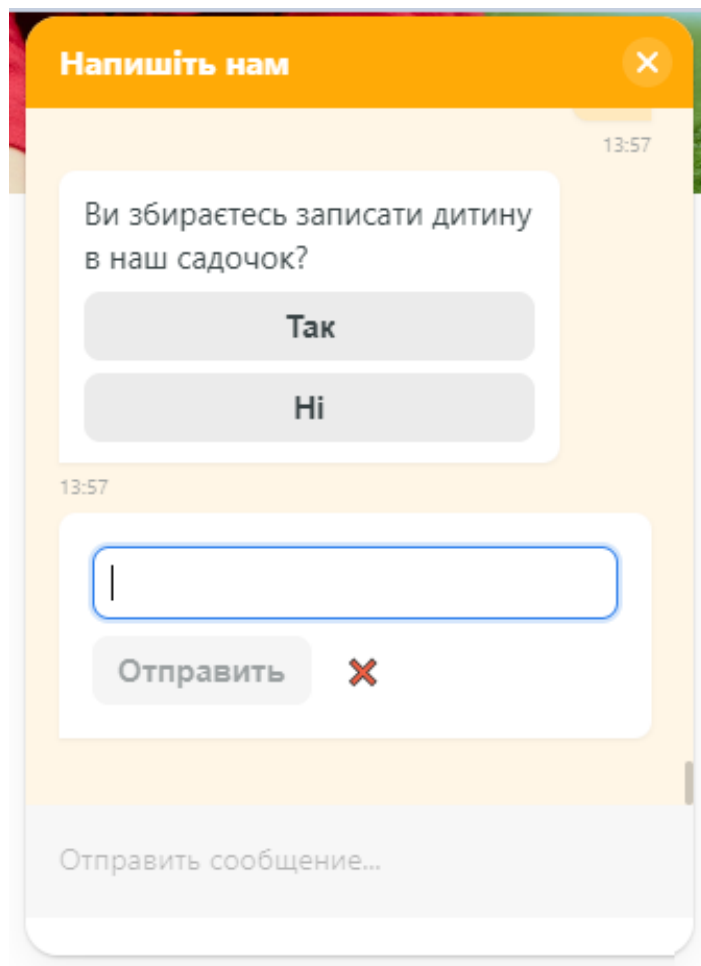 Напишіть нам
13:57
Ви збираєтесь записати дитину
в наш садочок?
Так
Ні
13:57
Отправить
Отправить сообщение...